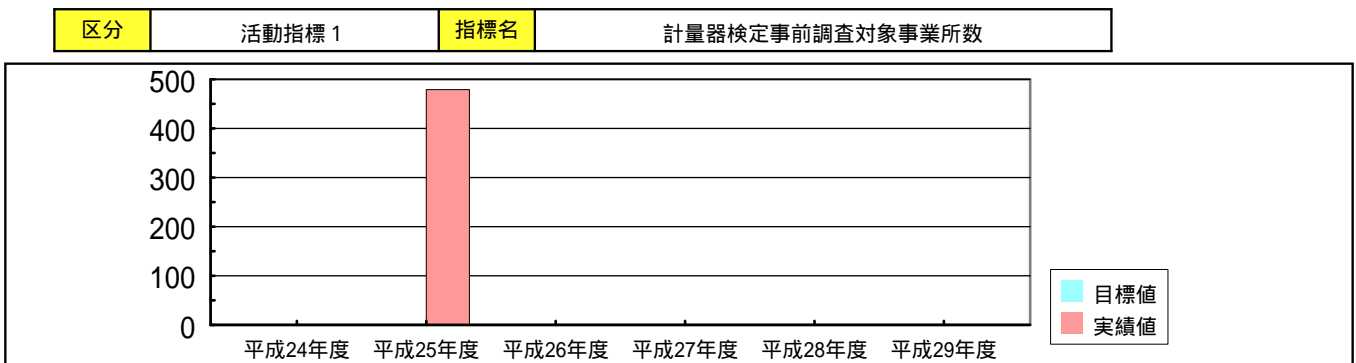 区分 活動指標1 指標名 計量器検定事前調査対象事業所数
500
400
300
200
100
0
平成24年度 平成25年度 平成26年度 平成27年度 平成28年度 平成29年度
目標値
実績値